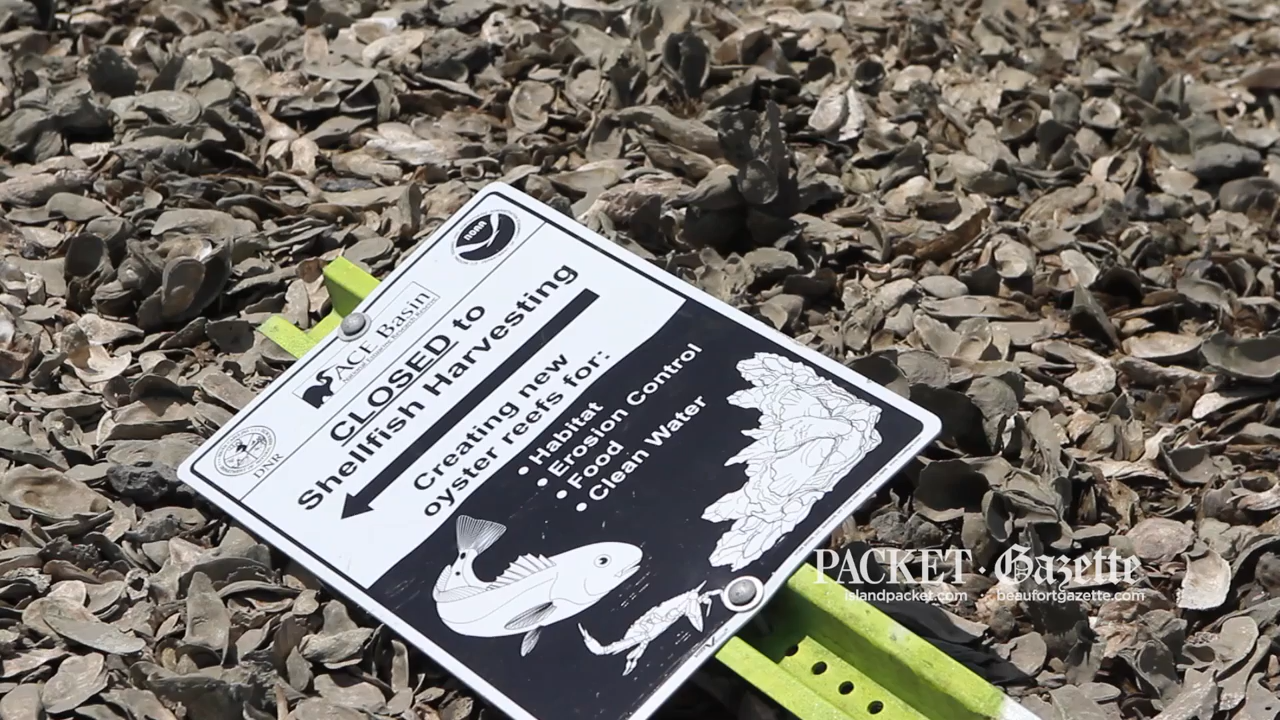 NOAA
ACE Basin
DNR
CLOSED to
Shellfish Harvesting
Creating new
oyster reefs for:
• Habitat
• Erosion Control
• Food
• Clean Water
PACKET · Gazette
islandpacket.com : beaufortgazette.com